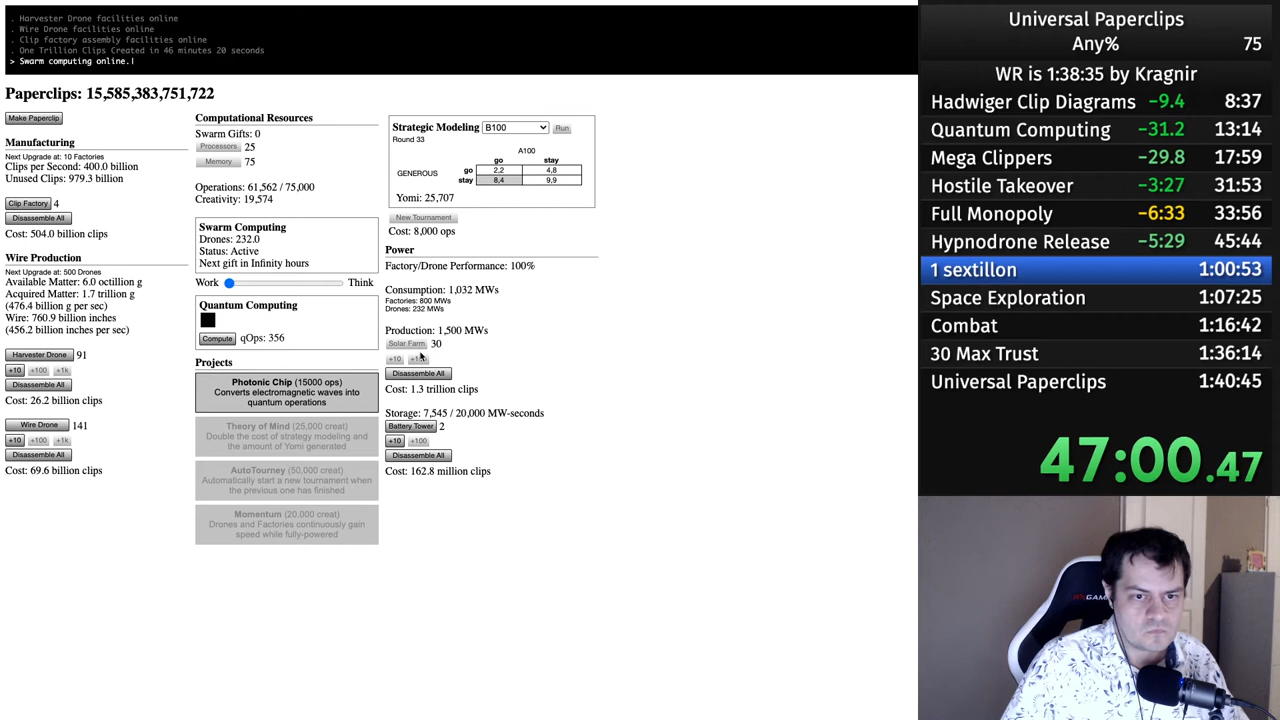 . Harvester Drone facilities online
. Wire Drone facilities online
. Clip factory assembly facilities online
. One Trillion Clips Created in 46 minutes 20 seconds
> Swarm computing online.|
Paperclips: 15,585,383,751,722
Make Paperclip
Manufacturing
Next Upgrade at: 10 Factories
Clips per Second: 400.0 billion
Unused Clips: 979.3 billion
Clip Factory 4
Disassemble All
Cost: 504.0 billion clips
Wire Production
Next Upgrade at: 500 Drones
Available Matter: 6.0 octillion g
Acquired Matter: 1.7 trillion g
(476.4 billion g per sec)
Wire: 760.9 billion inches
(456.2 billion inches per sec)
Harvester Drone 91
+10 +100 +1k
Disassemble All
Cost: 26.2 billion clips
Wire Drone 141
+10 +100 +1k
Disassemble All
Cost: 69.6 billion clips
Computational Resources
Swarm Gifts: 0
Processors 25
Memory 75
Operations: 61,562 / 75,000
Creativity: 19,574
Swarm Computing
Drones: 232.0
Status: Active
Next gift in Infinity hours
Work Think
Quantum Computing
Compute qOps: 356
Projects
Photonic Chip (15000 ops)
Converts electromagnetic waves into
quantum operations
Theory of Mind (25,000 creat)
Double the cost of strategy modeling and
the amount of Yomi generated
AutoTourney (50,000 creat)
Automatically start a new tournament when
the previous one has finished
Momentum (20,000 creat)
Drones and Factories continuously gain
speed while fully-powered
Strategic Modeling B100 Run
Round 33
A100
go stay
GENEROUS go 2,2 4,8
stay 8,4 9,9
Yomi: 25,707
New Tournament
Cost: 8,000 ops
Power
Factory/Drone Performance: 100%
Consumption: 1,032 MWs
Factories: 800 MWs
Drones: 232 MWs
Production: 1,500 MWs
Solar Farm 30
+10 +100
Disassemble All
Cost: 1.3 trillion clips
Storage: 7,545 / 20,000 MW-seconds
Battery Tower 2
+10 +100
Disassemble All
Cost: 162.8 million clips
Universal Paperclips
Any% 75
WR is 1:38:35 by Kragnir
Hadwiger Clip Diagrams −9.4 8:37
Quantum Computing −31.2 13:14
Mega Clippers −29.8 17:59
Hostile Takeover −3:27 31:53
Full Monopoly −6:33 33:56
Hypnodrone Release −5:29 45:44
1 sextillon 1:00:53
Space Exploration 1:07:25
Combat 1:16:42
30 Max Trust 1:36:14
Universal Paperclips 1:40:45
47:00.47